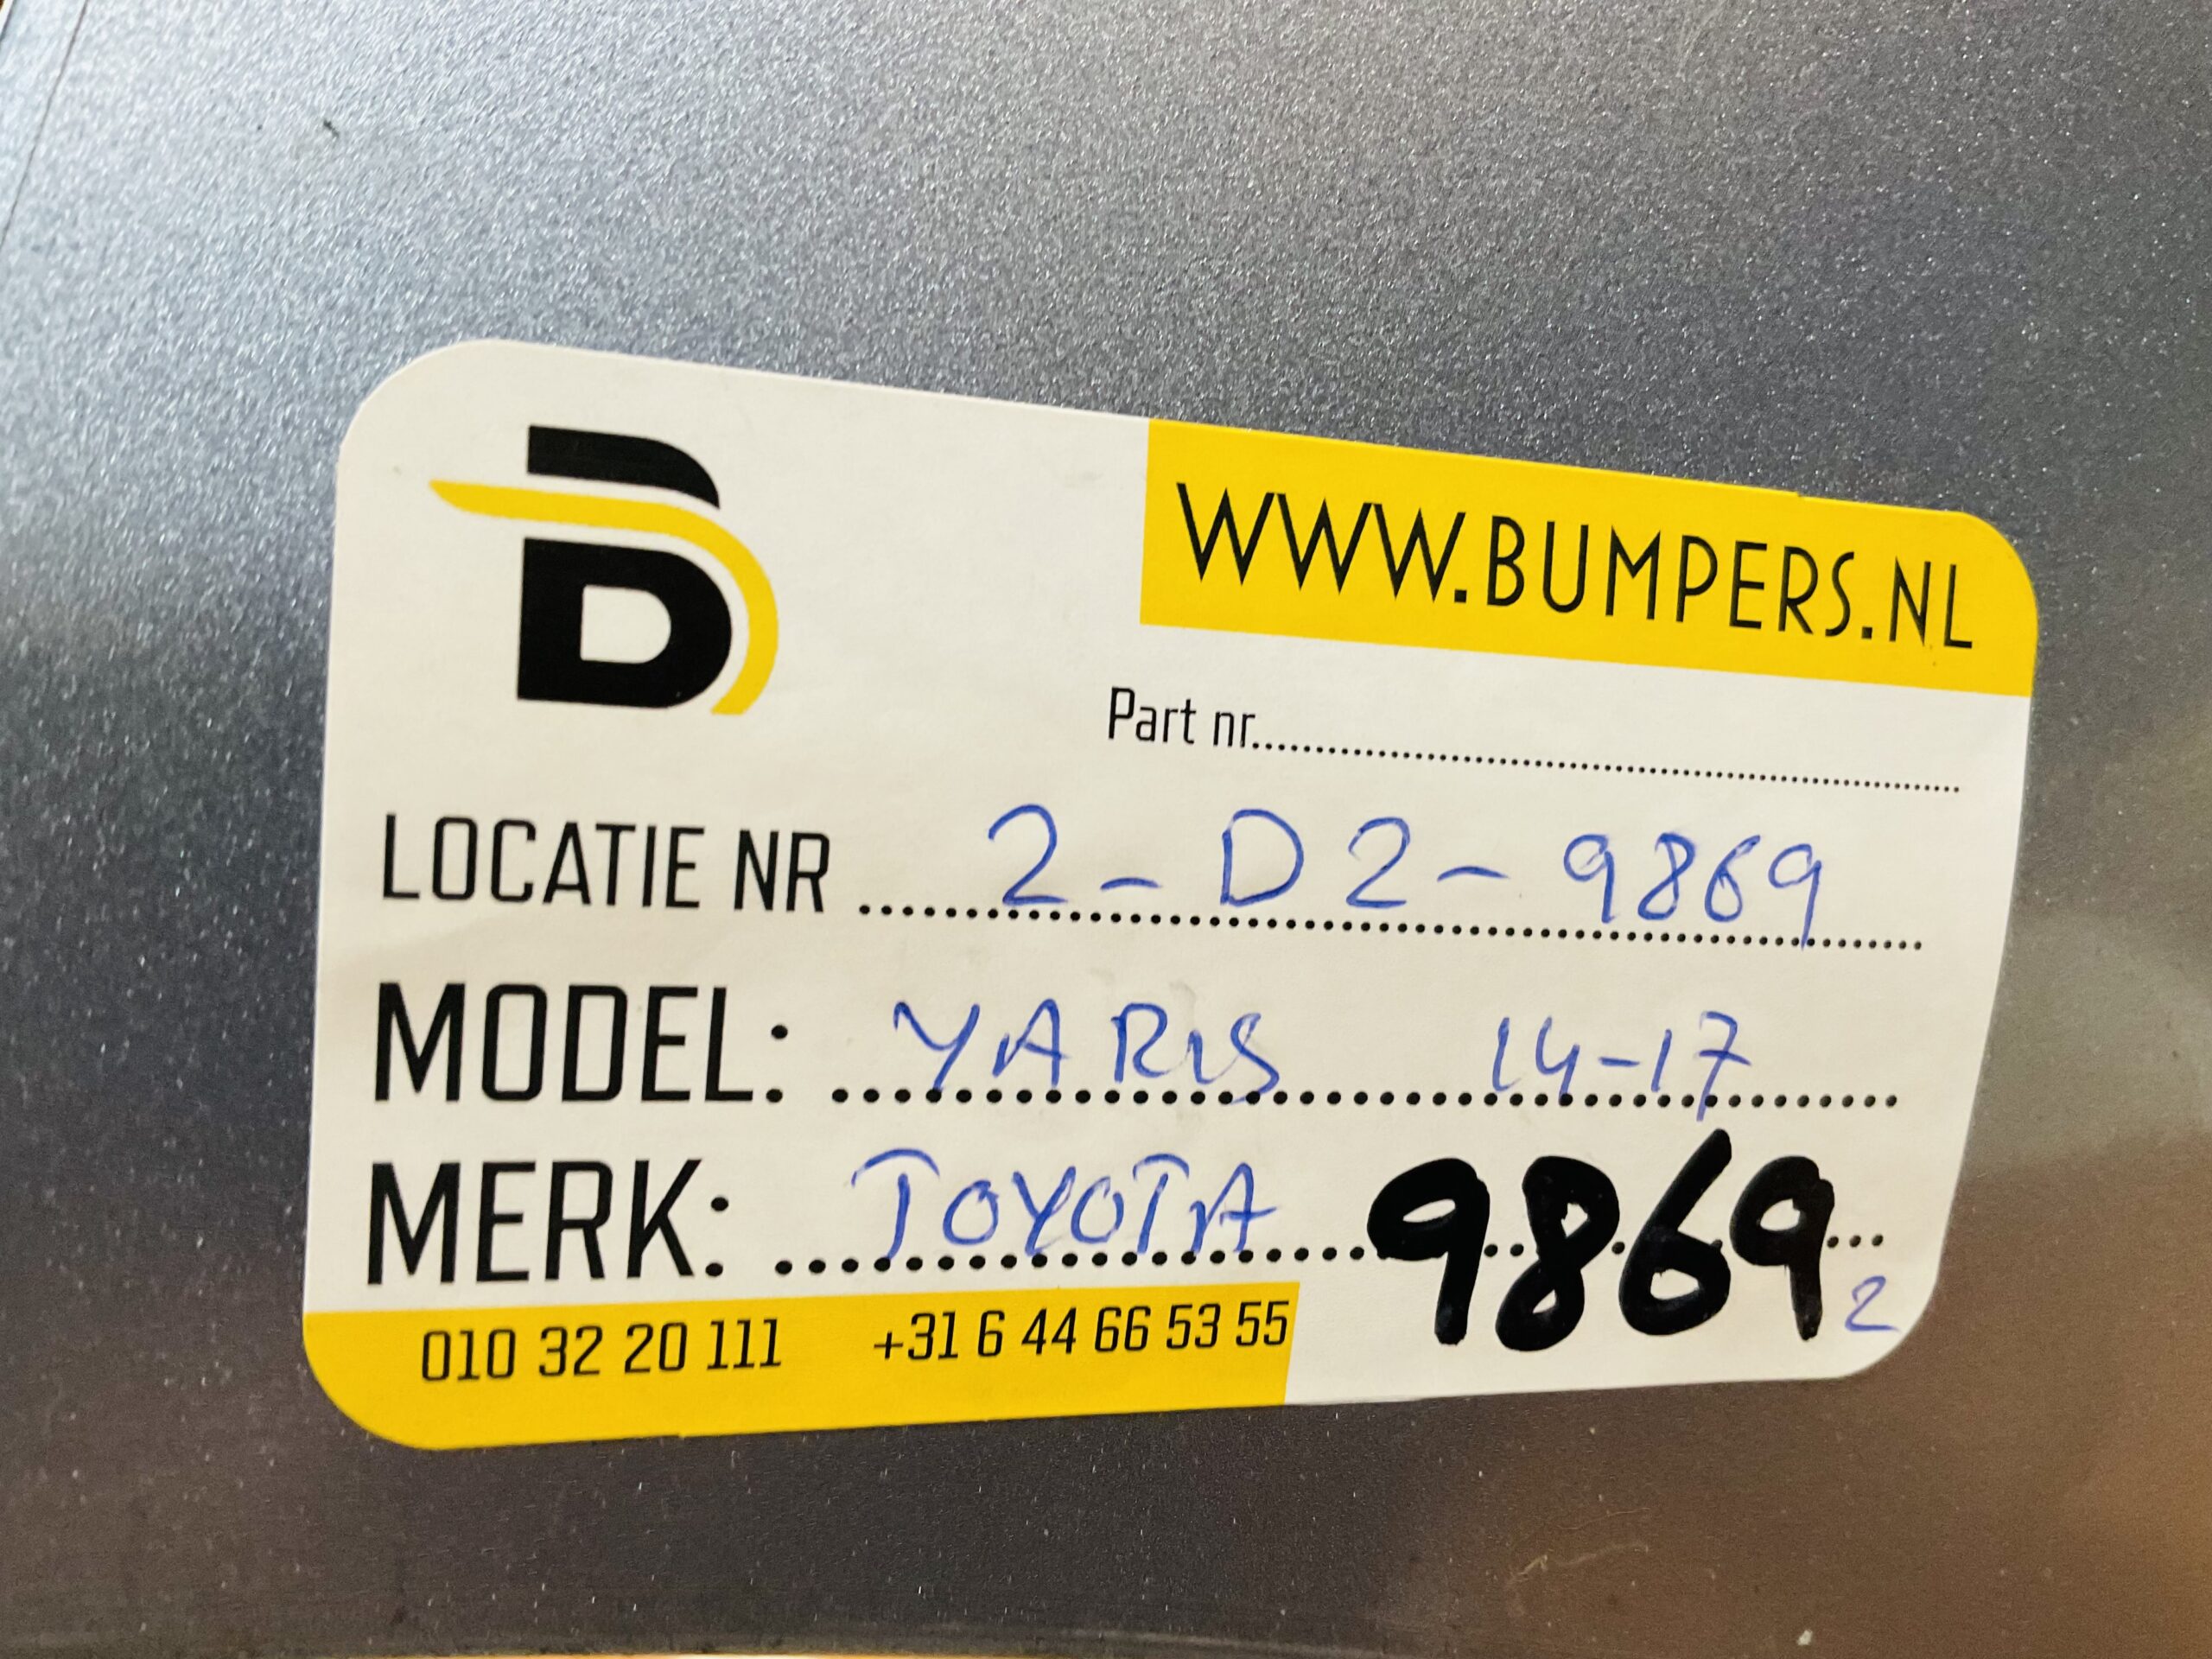 WWW.BUMPERS.NL
Part nr..........................................................
LOCATIE NR .... 2 - D2 - 9869
MODEL: YARIS 14-17
MERK: TOYOTA 9869 2
010 32 20 111 +31 6 44 66 53 55